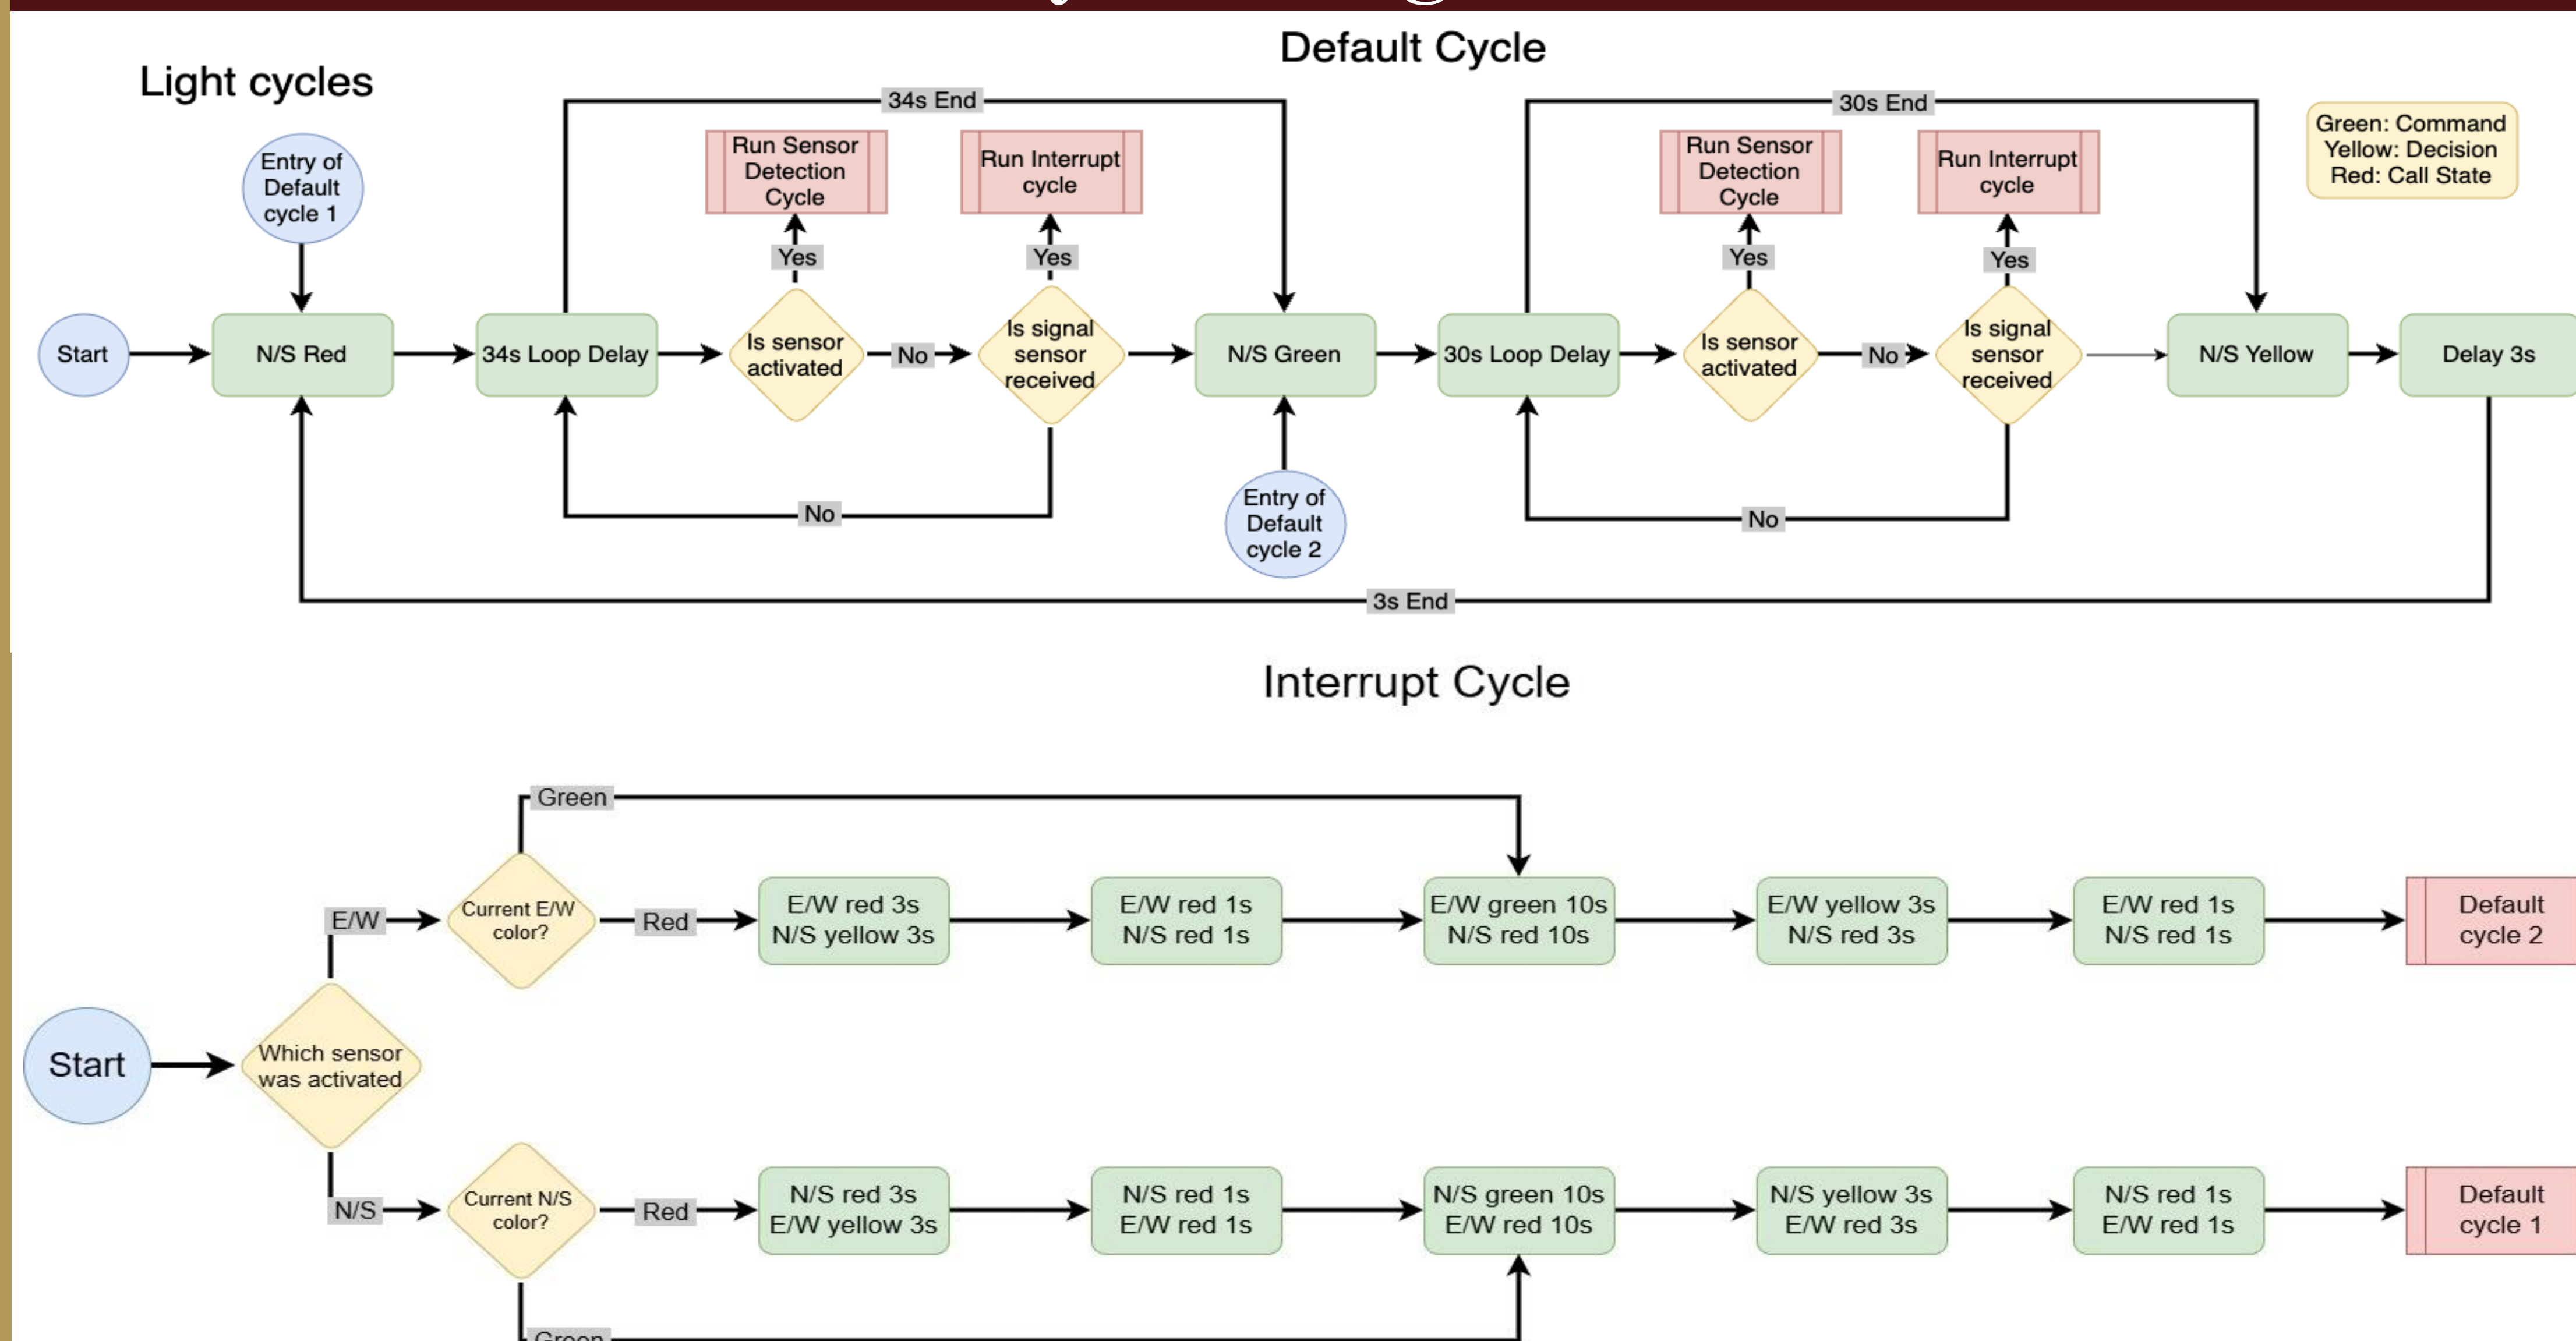 Default Cycle
Light cycles
34s End
30s End
Green: Command
Yellow: Decision
Red: Call State
Entry of
Default
cycle 1
Run Sensor
Detection
Cycle
Run Interrupt
cycle
Run Sensor
Detection
Cycle
Run Interrupt
cycle
Yes
Yes
Yes
Yes
Start
N/S Red
34s Loop Delay
Is sensor
activated
No
Is signal
sensor
received
N/S Green
30s Loop Delay
Is sensor
activated
No
Is signal
sensor
received
N/S Yellow
Delay 3s
No
Entry of
Default
cycle 2
No
3s End
Interrupt Cycle
Green
E/W
Current E/W
color?
Red
E/W red 3s
N/S yellow 3s
E/W red 1s
N/S red 1s
E/W green 10s
N/S red 10s
E/W yellow 3s
N/S red 3s
E/W red 1s
N/S red 1s
Default
cycle 2
Start
Which sensor
was activated
N/S
Current N/S
color?
Red
N/S red 3s
E/W yellow 3s
N/S red 1s
E/W red 1s
N/S green 10s
E/W red 10s
N/S yellow 3s
E/W red 3s
N/S red 1s
E/W red 1s
Default
cycle 1
Green